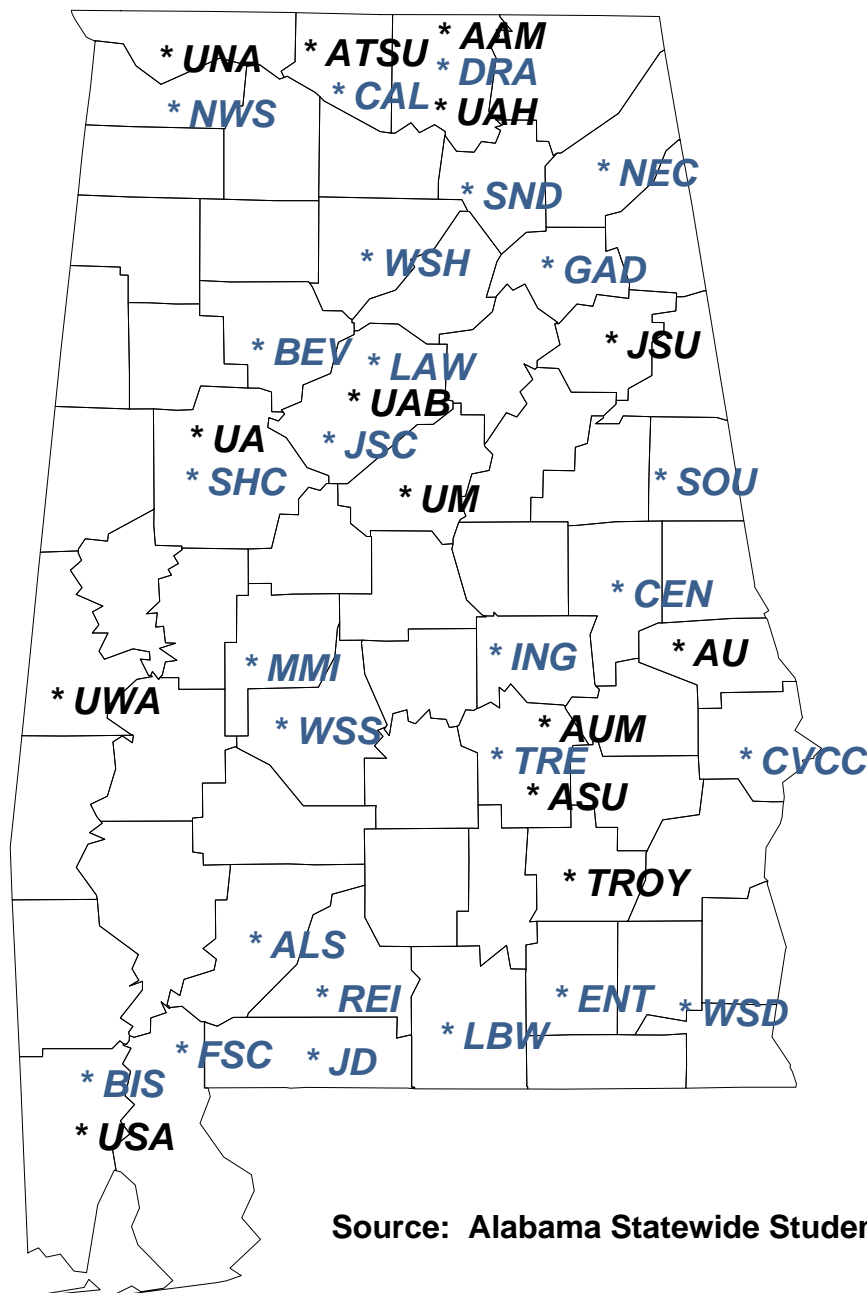 * AAM
* UNA
* ATSU
* DRA
* CAL
* UAH
* NWS
* NEC
* SND
* WSH
* GAD
* JSU
* BEV
* LAW
* UAB
* UA
* JSC
* SHC
* SOU
* UM
* CEN
* AU
* ING
* MMI
* UWA
* AUM
* WSS
* TRE
* CVCC
* ASU
* TROY
* ALS
* REI
* ENT
* WSD
* LBW
* FSC
* JD
* BIS
* USA
Source: Alabama Statewide Studen